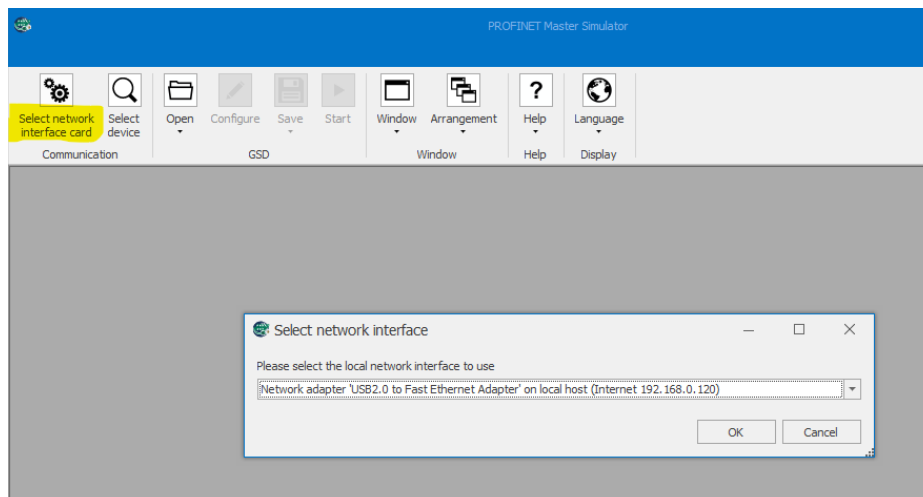 PROFINET Master Simulator
Select network
interface card
Select
device
Open
Configure
Save
Start
Window
Arrangement
Help
Language
Communication
GSD
Window
Help
Display
Select network interface
Please select the local network interface to use
Network adapter 'USB2.0 to Fast Ethernet Adapter' on local host (Internet 192.168.0.120)
OK
Cancel